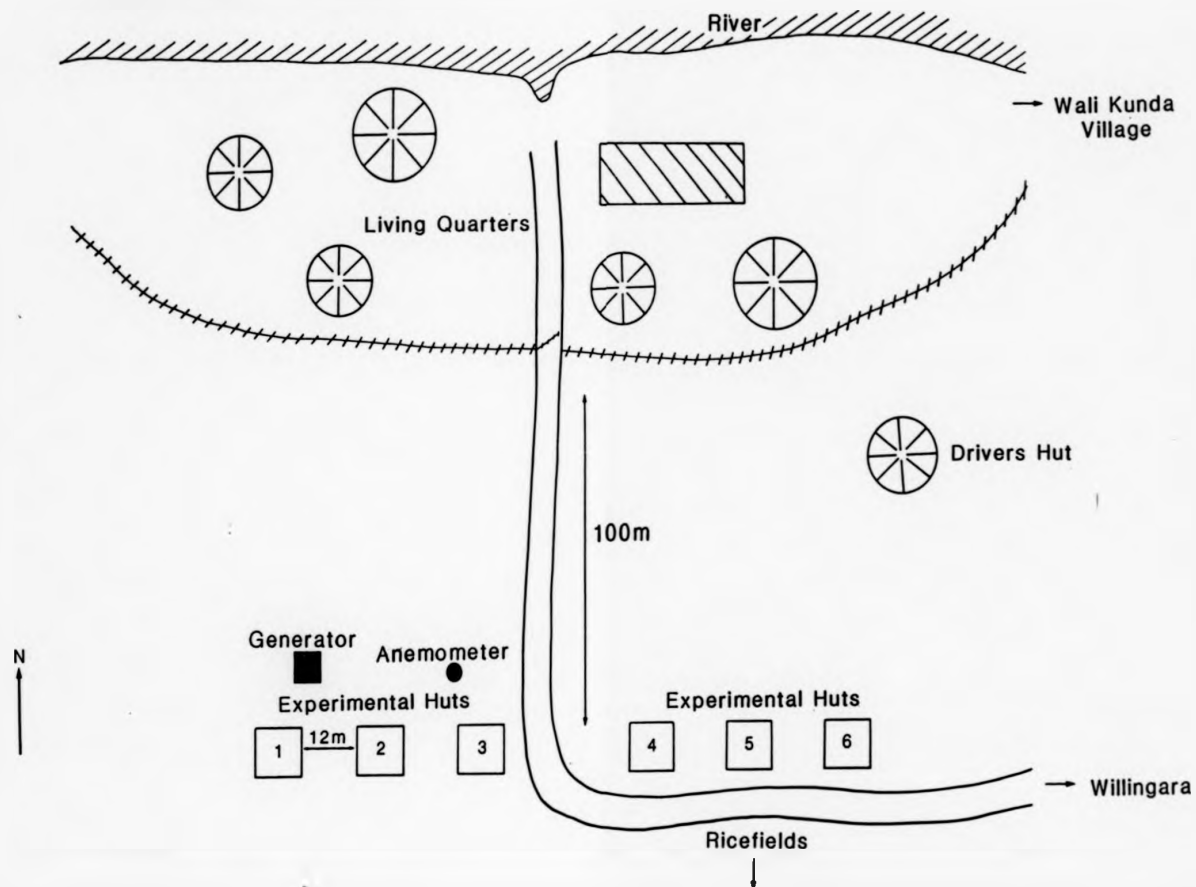 River
Wali Kunda
Village
Living Quarters
Drivers Hut
100m
N
Generator
Anemometer
Experimental Huts
Experimental Huts
1
12m
2
3
4
5
6
Willingara
Ricefields